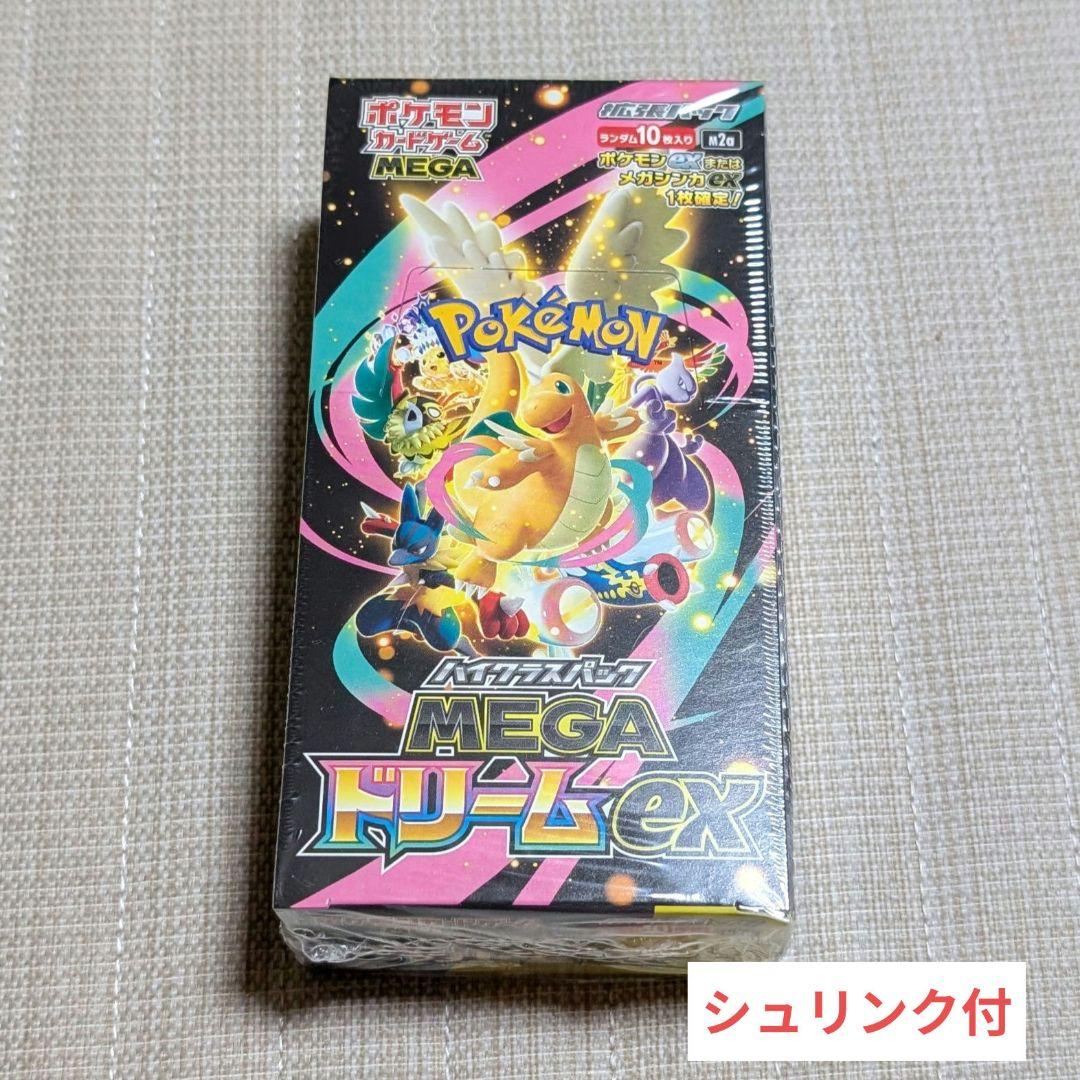 ポケモン
カードゲーム
MEGA
拡張パック
ランダム10枚入り M2a
ポケモンexまたは
メガシンカex
1枚確定!
POKÉMON
ハイクラスパック
MEGA
ドリームex
シュリンク付